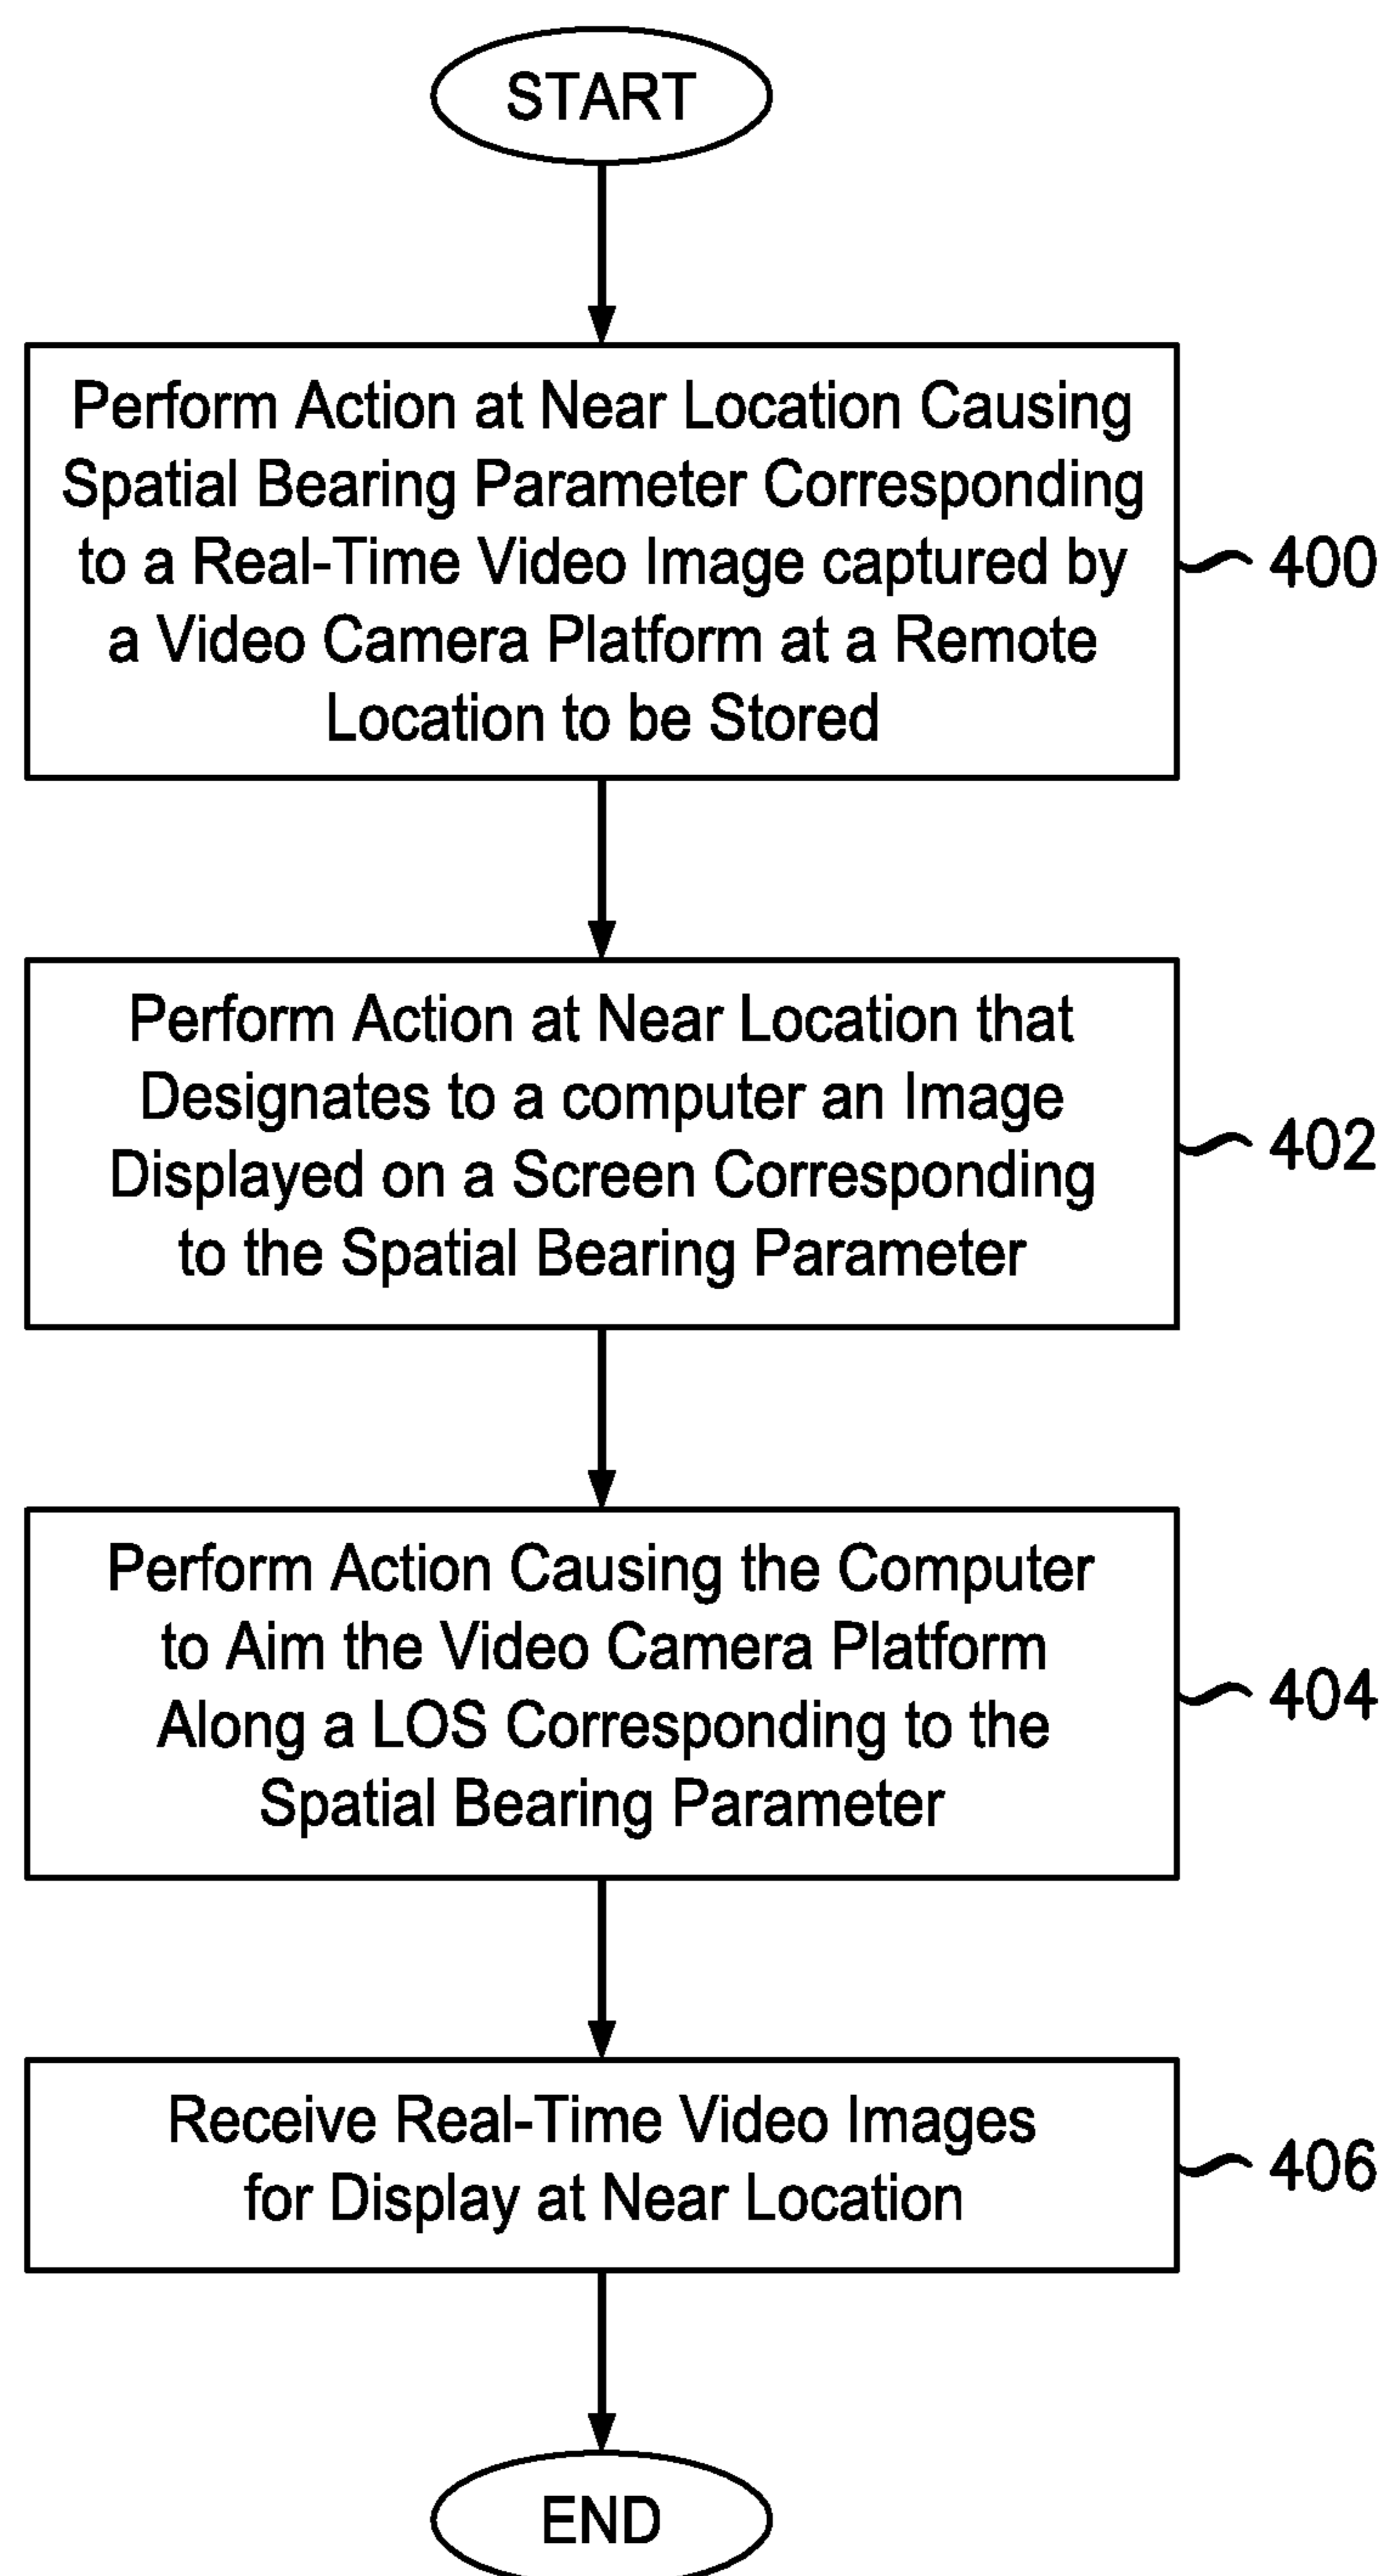 START
Perform Action at Near Location Causing
Spatial Bearing Parameter Corresponding
to a Real-Time Video Image captured by
a Video Camera Platform at a Remote
Location to be Stored
400
Perform Action at Near Location that
Designates to a computer an Image
Displayed on a Screen Corresponding
to the Spatial Bearing Parameter
402
Perform Action Causing the Computer
to Aim the Video Camera Platform
Along a LOS Corresponding to the
Spatial Bearing Parameter
404
Receive Real-Time Video Images
for Display at Near Location
406
END